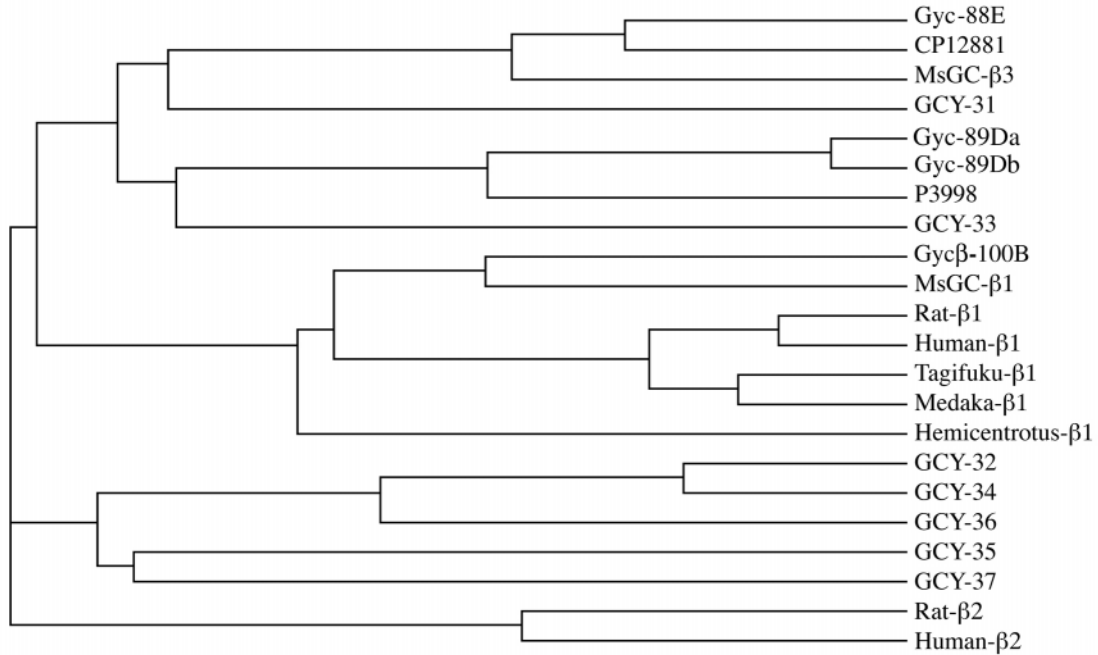 Gyc-88E
CP12881
MsGC-β3
GCY-31
Gyc-89Da
Gyc-89Db
P3998
GCY-33
Gycβ-100B
MsGC-β1
Rat-β1
Human-β1
Tagifuku-β1
Medaka-β1
Hemicentrotus-β1
GCY-32
GCY-34
GCY-36
GCY-35
GCY-37
Rat-β2
Human-β2